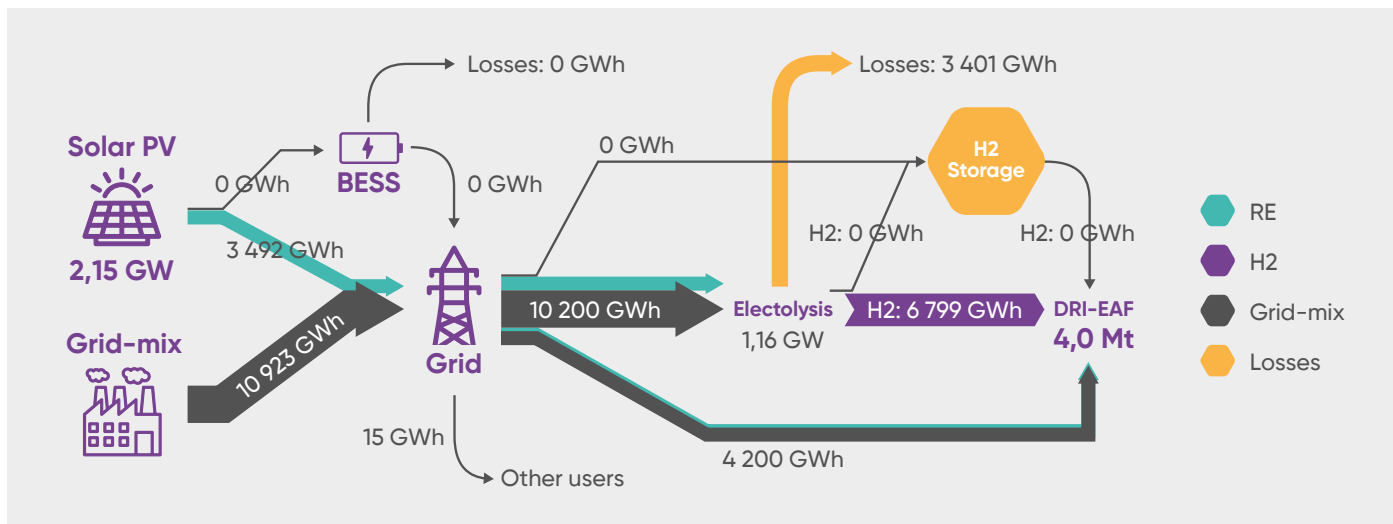 Losses: 0 GWh
Losses: 3 401 GWh
Solar PV
0 GWh
BESS
0 GWh
0 GWh
H2
Storage
RE
3 492 GWh
2,15 GW
H2: 0 GWh
H2: 0 GWh
H2
Grid-mix
10 923 GWh
Grid
10 200 GWh
Electolysis
1,16 GW
H2: 6 799 GWh
DRI-EAF
4,0 Mt
Grid-mix
Losses
15 GWh
4 200 GWh
Other users